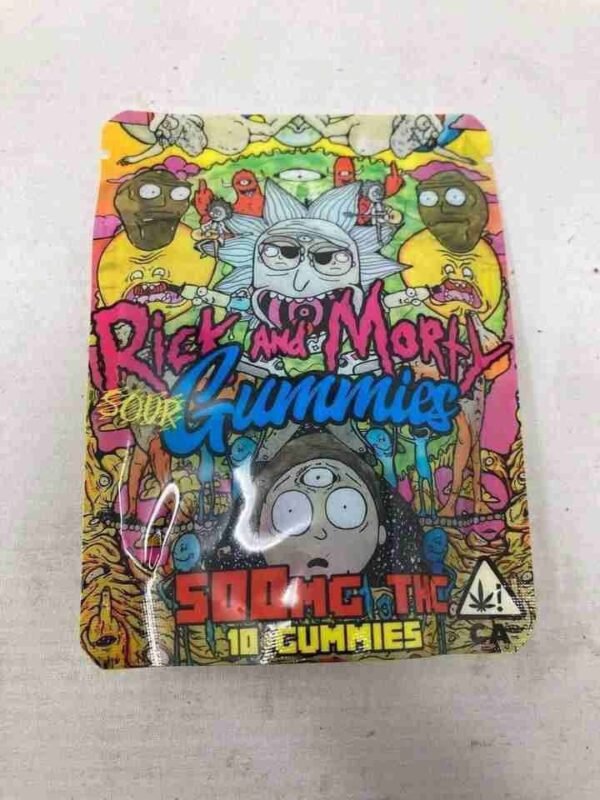 Rick AND Morty
SOUR Gummies
500MG THC
!
10 GUMMIES
CA